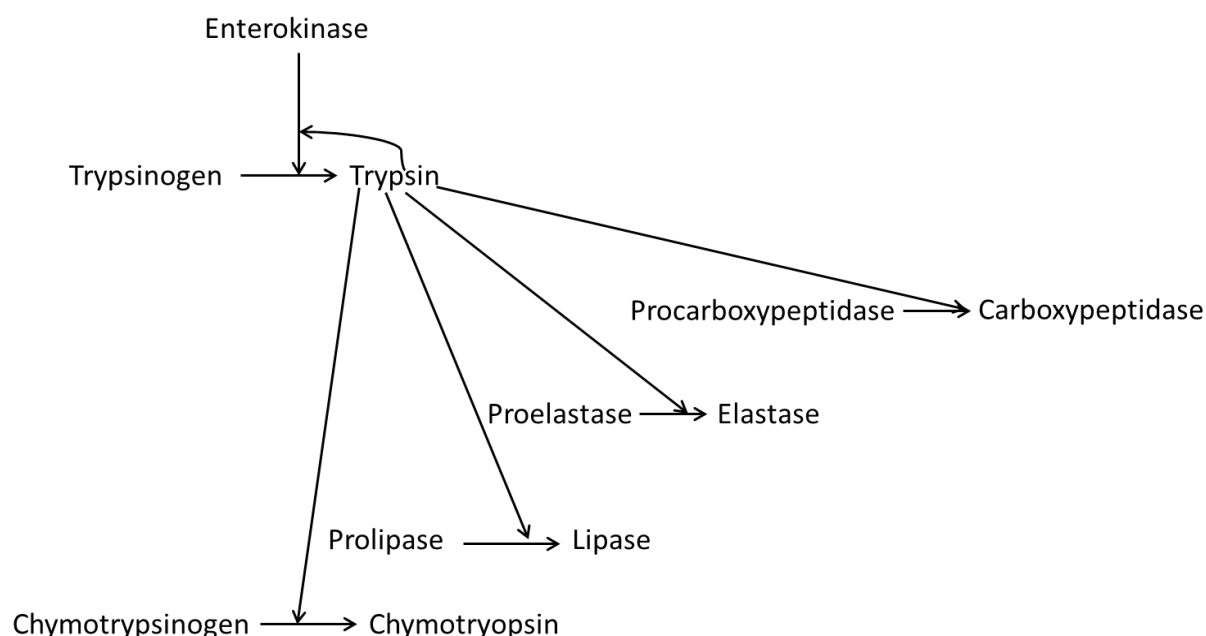 Enterokinase
Trypsinogen
Trypsin
Procarboxypeptidase
Carboxypeptidase
Proelastase
Elastase
Prolipase
Lipase
Chymotrypsinogen
Chymotryopsin